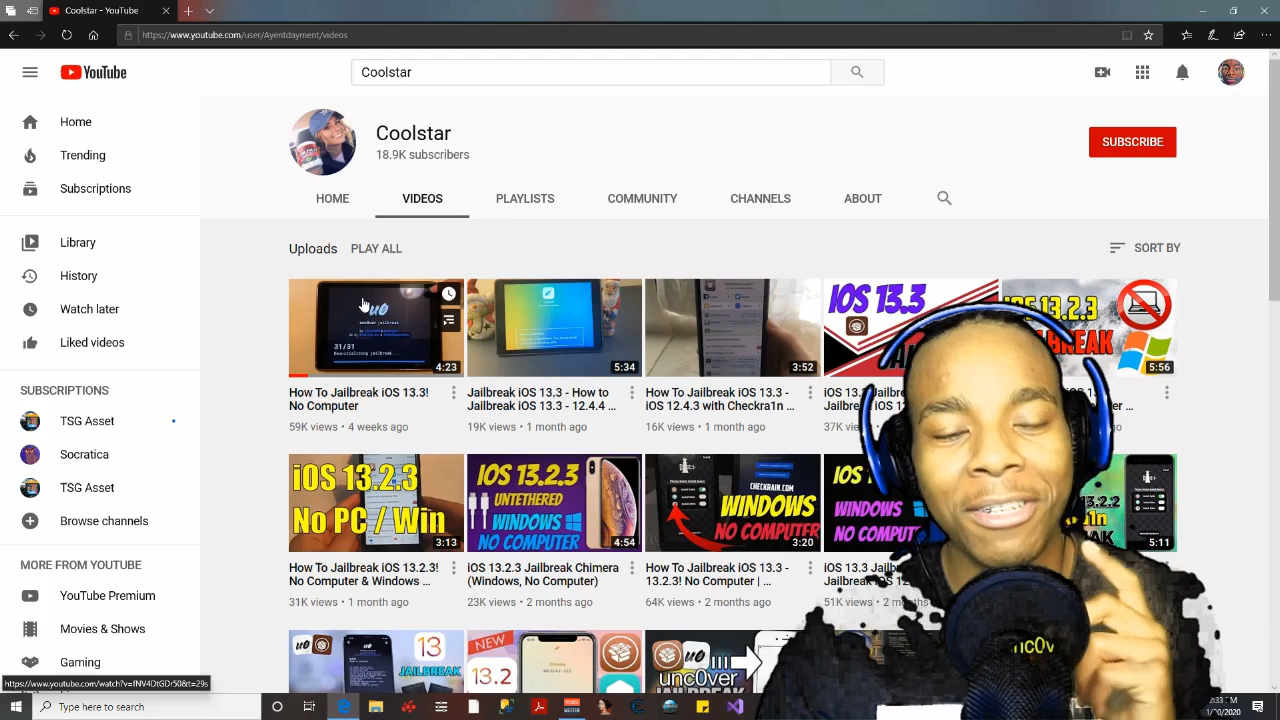 Coolstar - YouTube
https://www.youtube.com/user/Ayentdayment/videos
YouTube
Coolstar
Home
Trending
Subscriptions
Library
History
Watch later
Liked videos
SUBSCRIPTIONS
TSG Asset
Socratica
TSG Asset
Browse channels
MORE FROM YOUTUBE
YouTube Premium
Movies & Shows
Gaming
Coolstar
18.9K subscribers
SUBSCRIBE
HOME VIDEOS PLAYLISTS COMMUNITY CHANNELS ABOUT
Uploads PLAY ALL SORT BY
31/31
4:23
5:34
3:52
iOS 13.3
iOS 13.2.3
5:56
How To Jailbreak iOS 13.3!
No Computer
59K views • 4 weeks ago
Jailbreak iOS 13.3 - How to
Jailbreak iOS 13.3 - 12.4.4 ...
19K views • 1 month ago
How To Jailbreak iOS 13.3 -
iOS 12.4.3 with Checkra1n ...
16K views • 1 month ago
37K
iOS 13.2.3
No PC / Win
3:13
IOS 13.2.3
UNTETHERED
WINDOWS
NO COMPUTER
4:54
WINDOWS
NO COMPUTER
3:20
WINDOWS
5:11
How To Jailbreak iOS 13.2.3!
No Computer & Windows ...
31K views • 1 month ago
iOS 13.2.3 Jailbreak Chimera
(Windows, No Computer)
23K views • 2 months ago
How To Jailbreak iOS 13.3 -
13.2.3! No Computer | ...
64K views • 2 months ago
51K views • 2
13
JAILBREAK
NEW
13.2
unc0ver
unc0v
https://www.youtube.com/watch?v=fNV4DtGDr50&t=29s
Type here to search